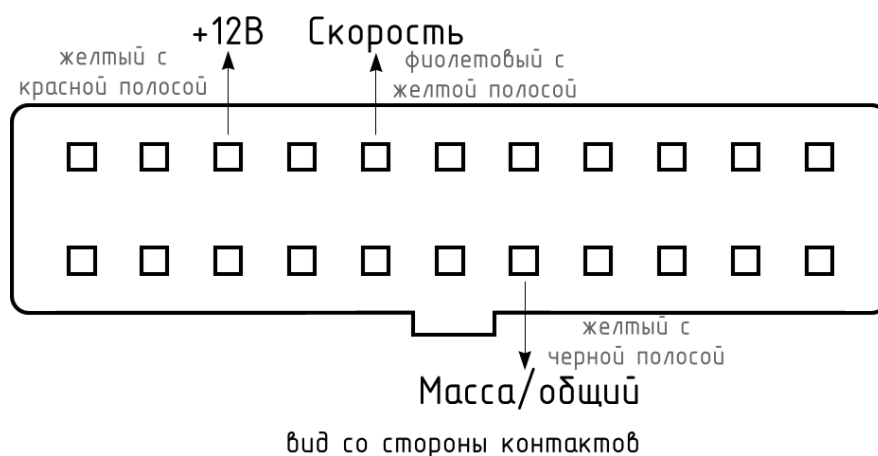 +12В
Скорость
желтый с
красной полосой
фиолетовый с
желтой полосой
желтый с
черной полосой
Масса/общий
вид со стороны контактов